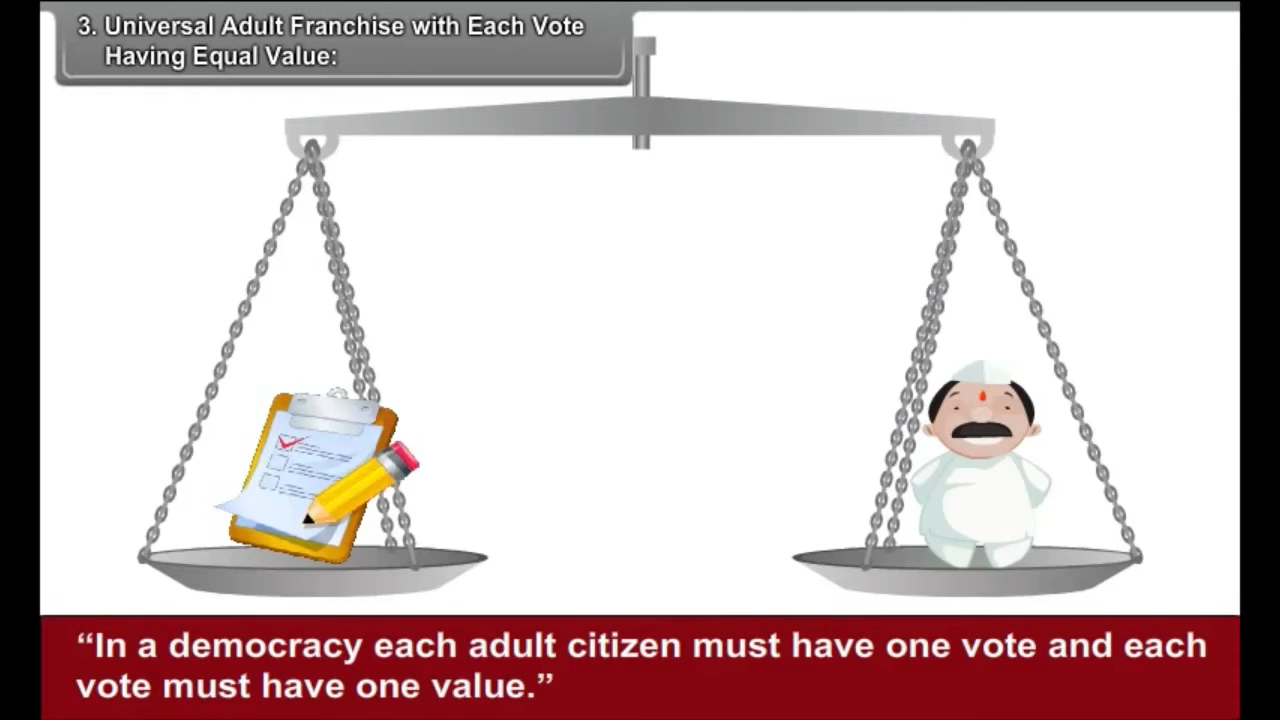 3. Universal Adult Franchise with Each Vote
Having Equal Value:
“In a democracy each adult citizen must have one vote and each
vote must have one value.”